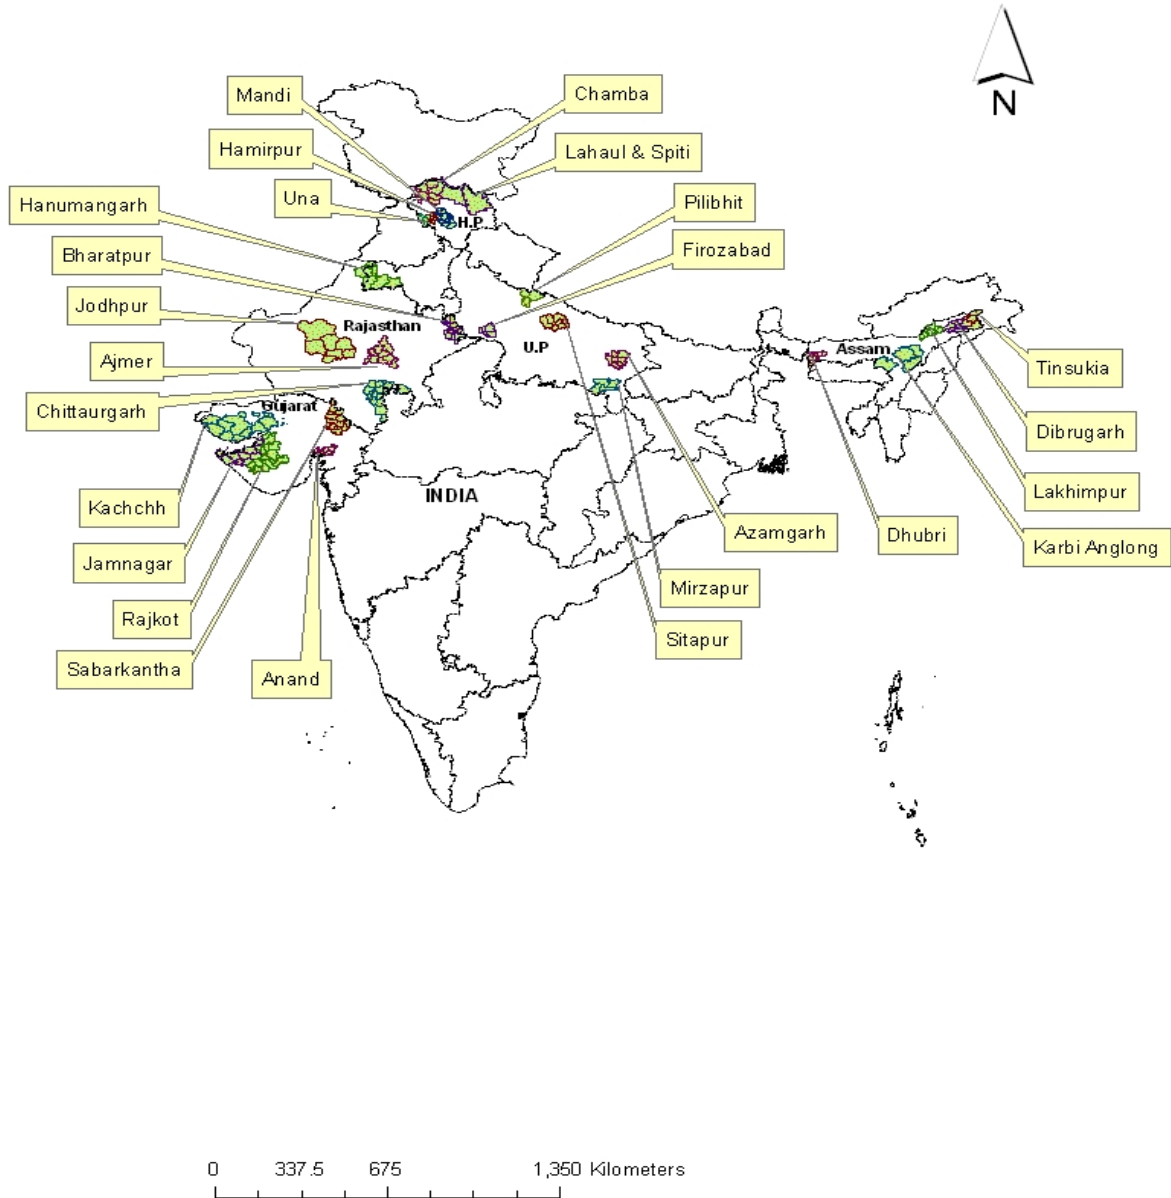 N
Mandi
Chamba
Hamirpur
Lahaul & Spiti
Una
Pilibhit
Hanumangarh
H.P
Firozabad
Bharatpur
Jodhpur
Rajasthan
U.P
Assam
Ajmer
Tinsukia
Chittaurgarh
Gujarat
Dibrugarh
Kachchh
INDIA
Lakhimpur
Azamgarh
Dhubri
Karbi Anglong
Jamnagar
Mirzapur
Rajkot
Sitapur
Sabarkantha
Anand
0 337.5 675 1,350 Kilometers